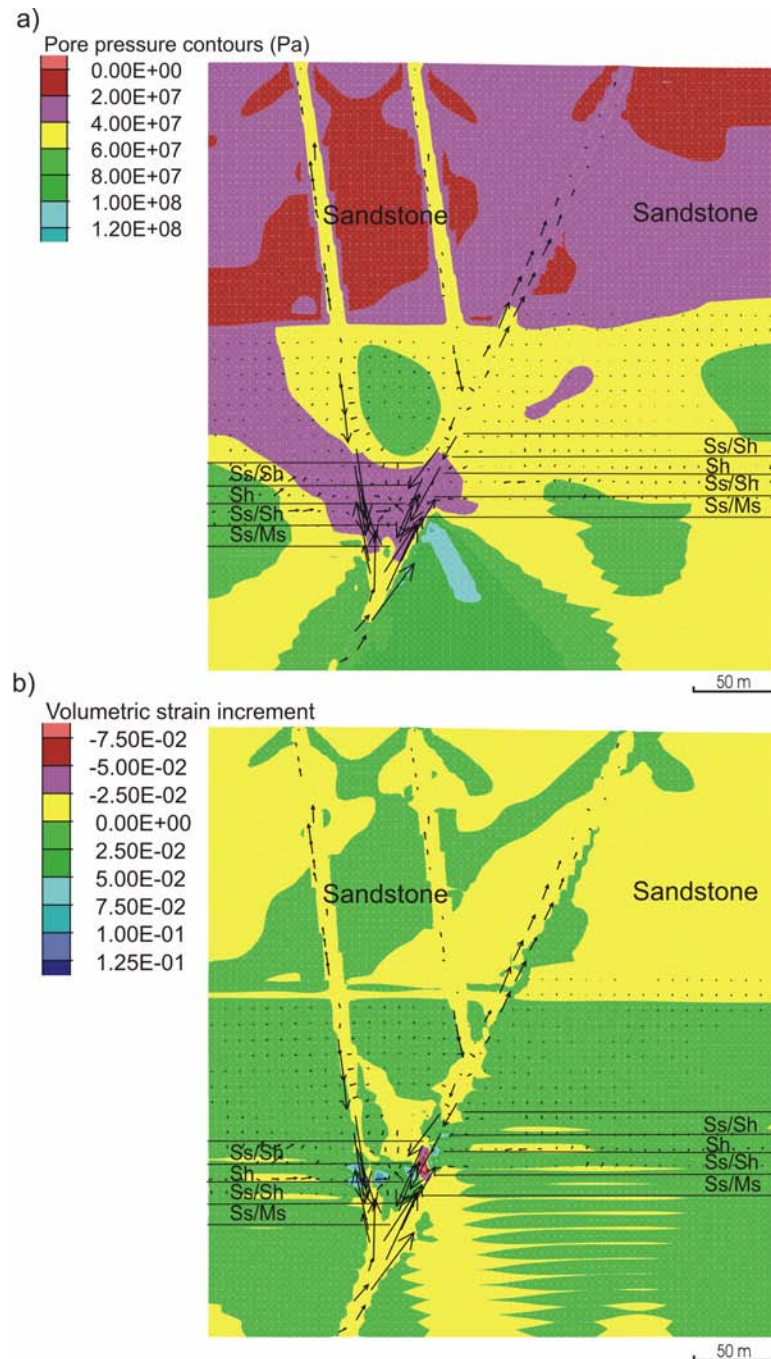 a)
Pore pressure contours (Pa)
0.00E+00
2.00E+07
4.00E+07
6.00E+07
8.00E+07
1.00E+08
1.20E+08
Sandstone
Sandstone
Ss/Sh
Sh
Ss/Sh
Ss/Ms
Ss/Sh
Sh
Ss/Sh
Ss/Ms
50 m
b)
Volumetric strain increment
-7.50E-02
-5.00E-02
-2.50E-02
0.00E+00
2.50E-02
5.00E-02
7.50E-02
1.00E-01
1.25E-01
Sandstone
Sandstone
Ss/Sh
Sh
Ss/Sh
Ss/Ms
Ss/Sh
Sh
Ss/Sh
Ss/Ms
50 m